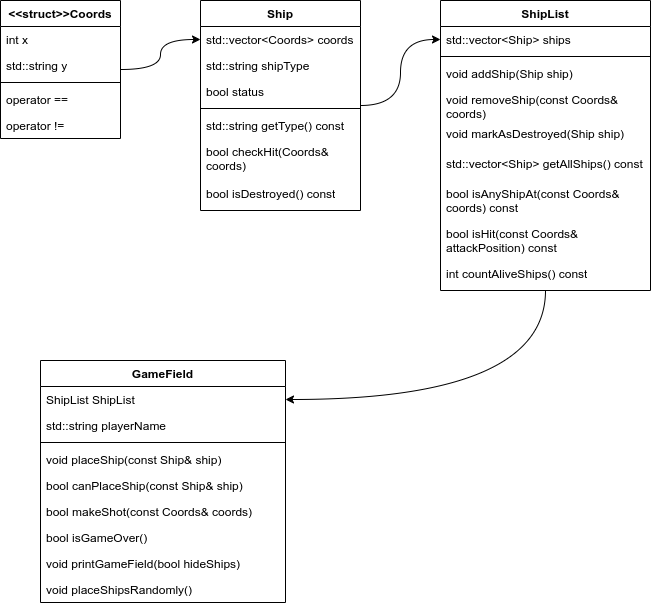 <<struct>>Coords
int x
std::string y
operator ==
operator !=
Ship
std::vector<Coords> coords
std::string shipType
bool status
std::string getType() const
bool checkHit(Coords&
coords)
bool isDestroyed() const
ShipList
std::vector<Ship> ships
void addShip(Ship ship)
void removeShip(const Coords&
coords)
void markAsDestroyed(Ship ship)
std::vector<Ship> getAllShips() const
bool isAnyShipAt(const Coords&
coords) const
bool isHit(const Coords&
attackPosition) const
int countAliveShips() const
GameField
ShipList ShipList
std::string playerName
void placeShip(const Ship& ship)
bool canPlaceShip(const Ship& ship)
bool makeShot(const Coords& coords)
bool isGameOver()
void printGameField(bool hideShips)
void placeShipsRandomly()